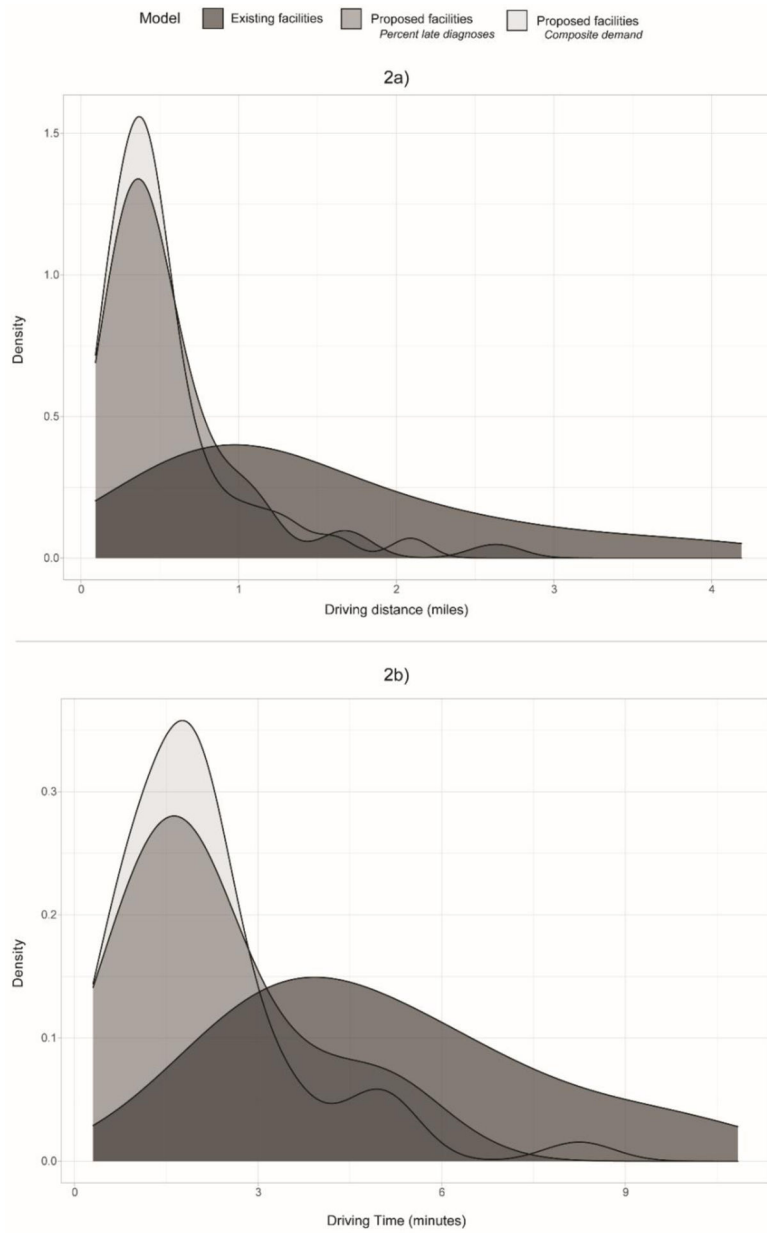 Model Existing facilities Proposed facilities Proposed facilities
Percent late diagnoses Composite demand
2a)
1.5
1.0
0.5
0.0
Density
0 1 2 3 4
Driving distance (miles)
2b)
0.3
0.2
0.1
0.0
Density
0 3 6 9
Driving Time (minutes)